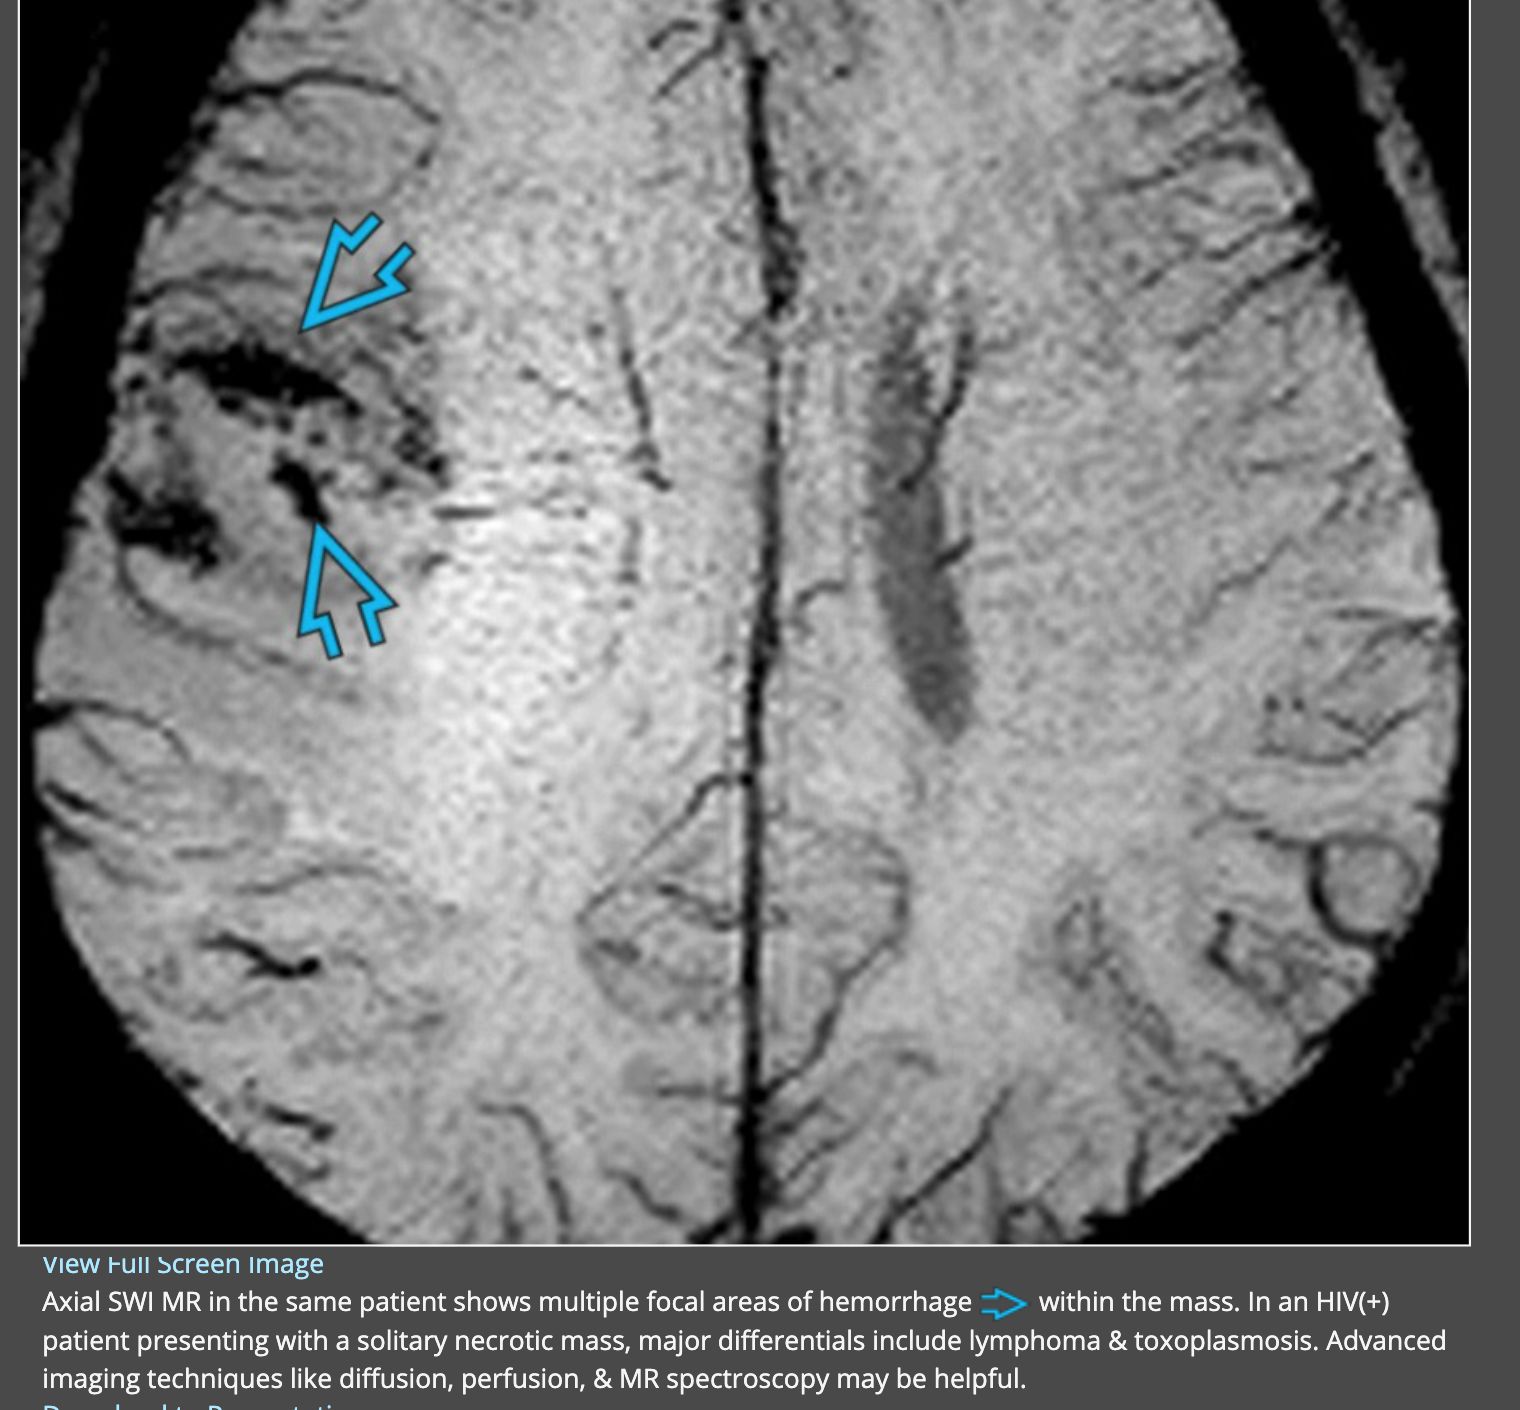 View Full Screen Image
Axial SWI MR in the same patient shows multiple focal areas of hemorrhage within the mass. In an HIV(+)
patient presenting with a solitary necrotic mass, major differentials include lymphoma & toxoplasmosis. Advanced
imaging techniques like diffusion, perfusion, & MR spectroscopy may be helpful.